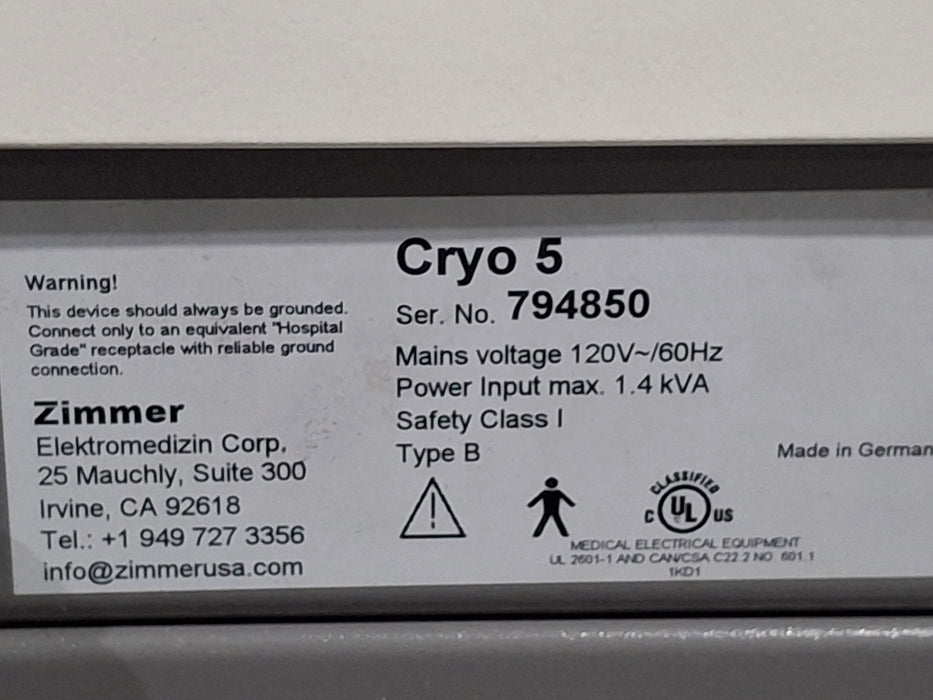 Warning!
This device should always be grounded.
Connect only to an equivalent "Hospital
Grade" receptacle with reliable ground
connection.
Zimmer
Elektromedizin Corp.
25 Mauchly, Suite 300
Irvine, CA 92618
Tel.: +1 949 727 3356
info@zimmerusa.com
Cryo 5
Ser. No. 794850
Mains voltage 120V~/60Hz
Power Input max. 1.4 kVA
Safety Class I
Type B
Made in German
CLASSIFIED
C UL US
MEDICAL ELECTRICAL EQUIPMENT
UL 2601-1 AND CAN/CSA C22.2 NO. 601.1
1KD1